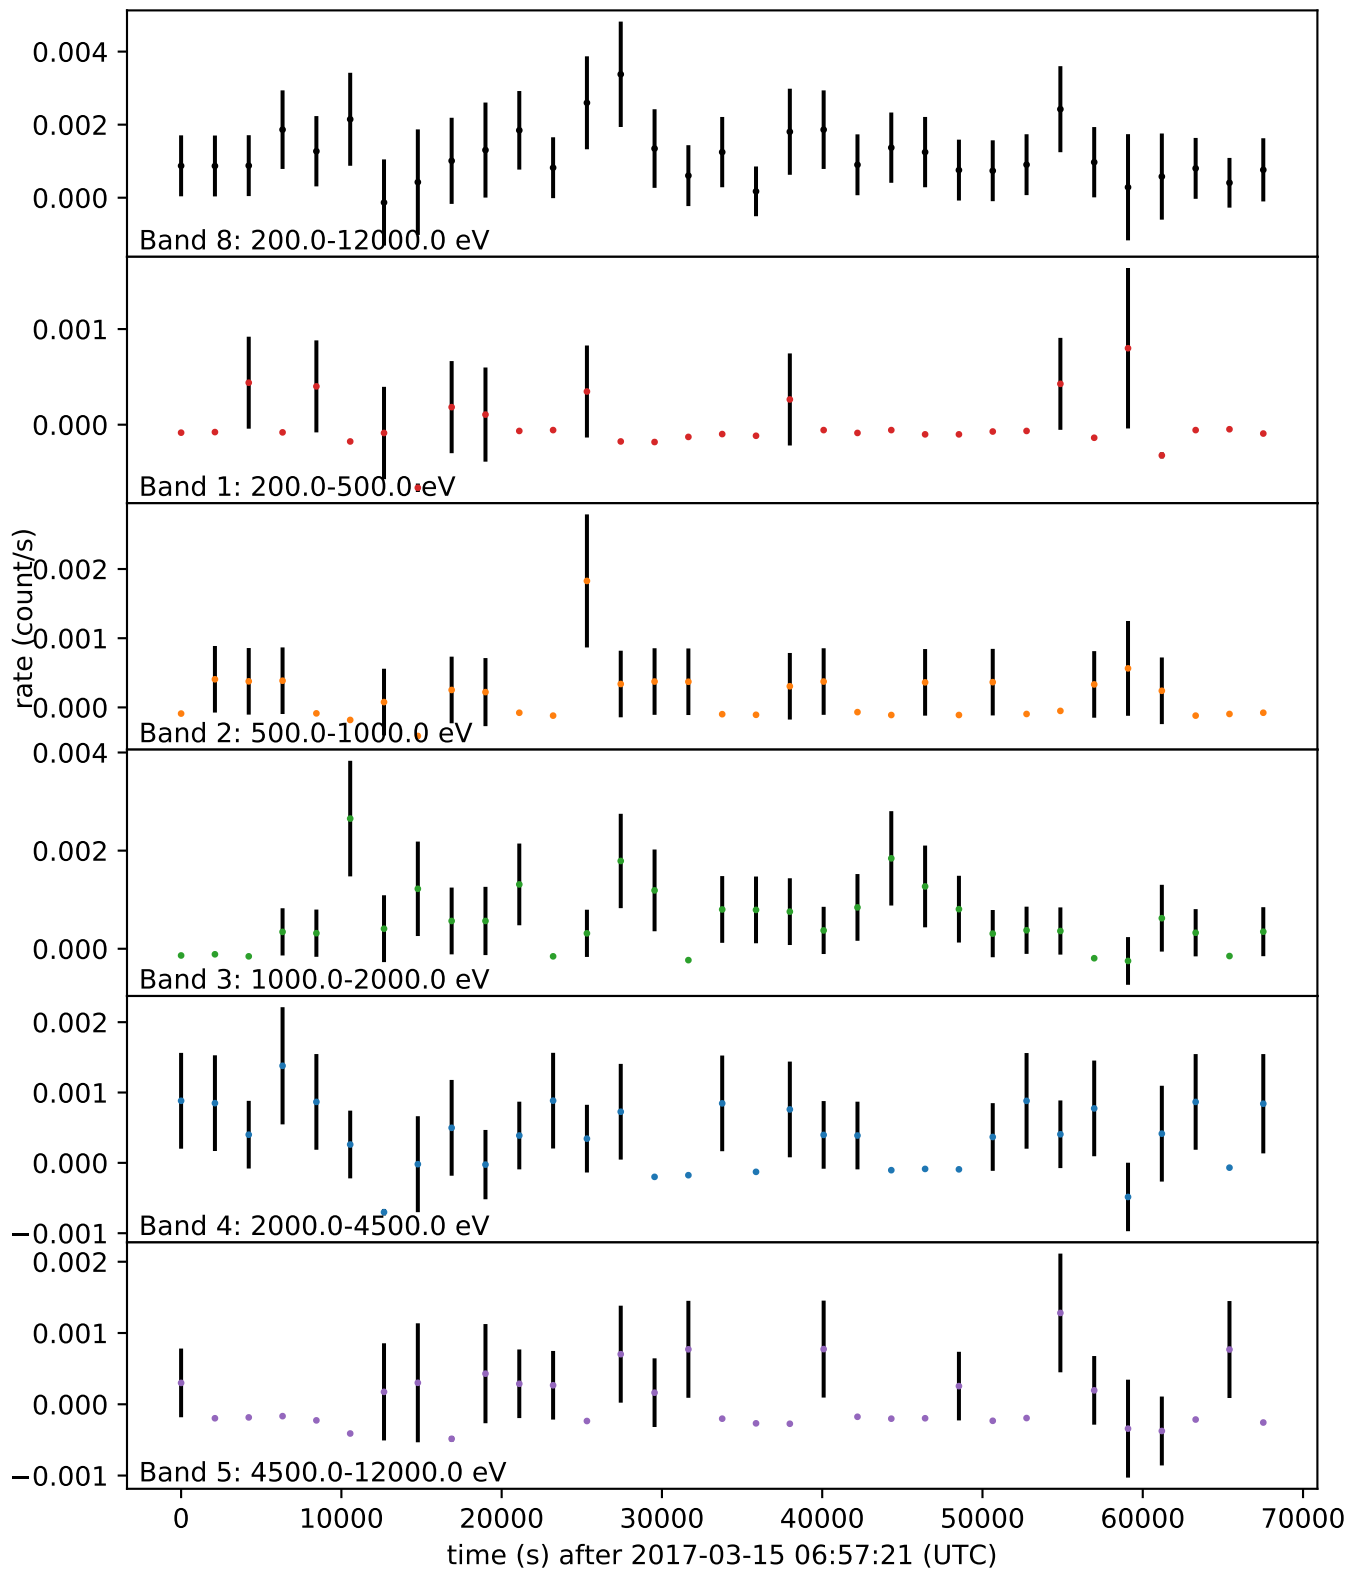 0.004
0.002
0.000
Band 8: 200.0-12000.0 eV
0.001
0.000
Band 1: 200.0-500.0 eV
rate (count/s)
0.002
0.001
0.000
Band 2: 500.0-1000.0 eV
0.004
0.002
0.000
Band 3: 1000.0-2000.0 eV
0.002
0.001
0.000
−0.001
Band 4: 2000.0-4500.0 eV
0.002
0.001
0.000
−0.001
Band 5: 4500.0-12000.0 eV
0 10000 20000 30000 40000 50000 60000 70000
time (s) after 2017-03-15 06:57:21 (UTC)